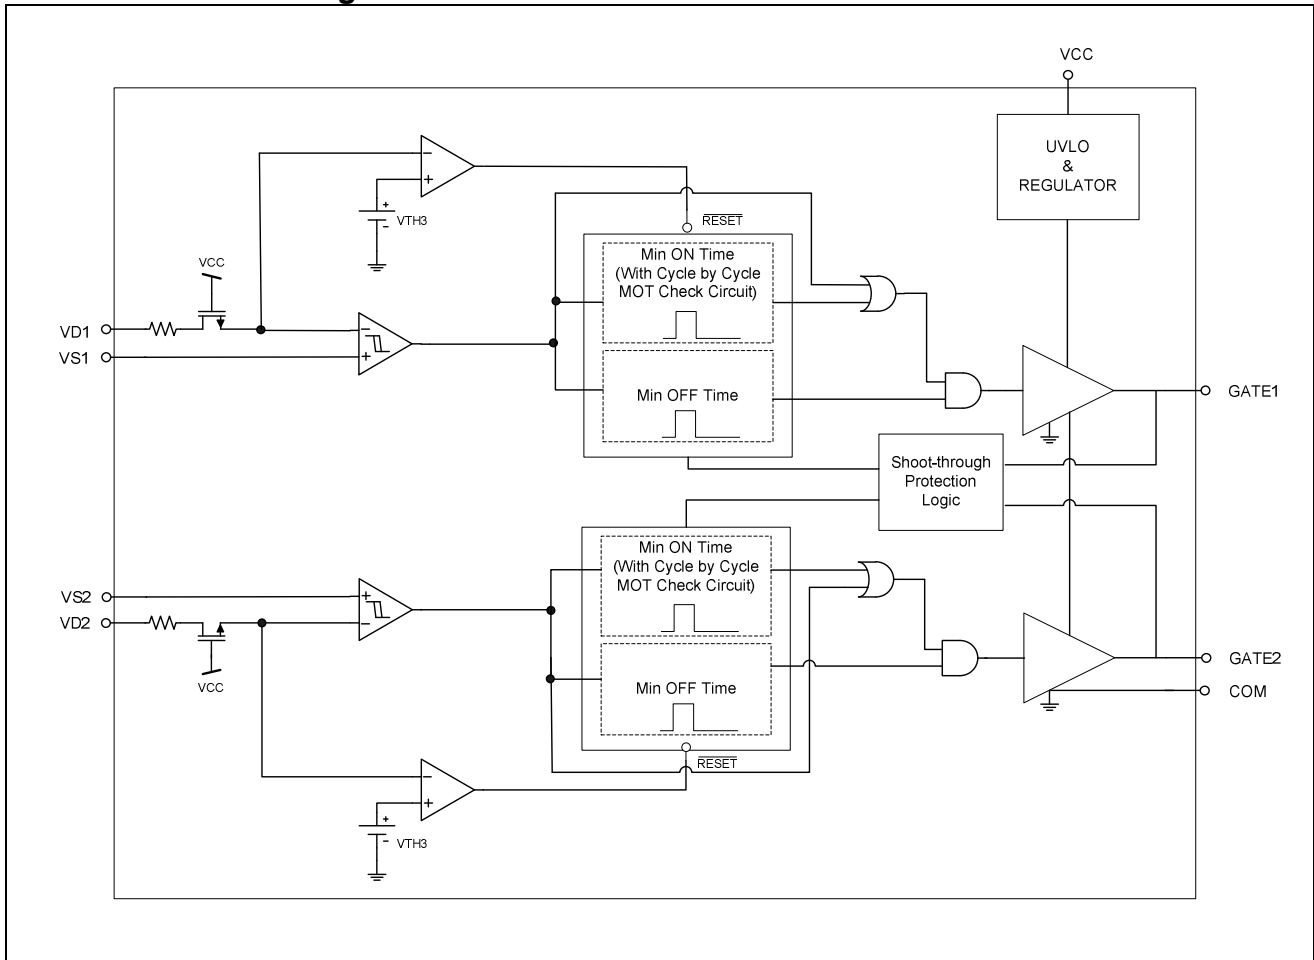 VCC
UVLO
&
REGULATOR
+
-
VTH3
RESET
Min ON Time
(With Cycle by Cycle
MOT Check Circuit)
VCC
VD1
VS1
Min OFF Time
GATE1
Shoot-through
Protection
Logic
Min ON Time
(With Cycle by Cycle
MOT Check Circuit)
VS2
VD2
VCC
Min OFF Time
GATE2
COM
RESET
+
-
VTH3